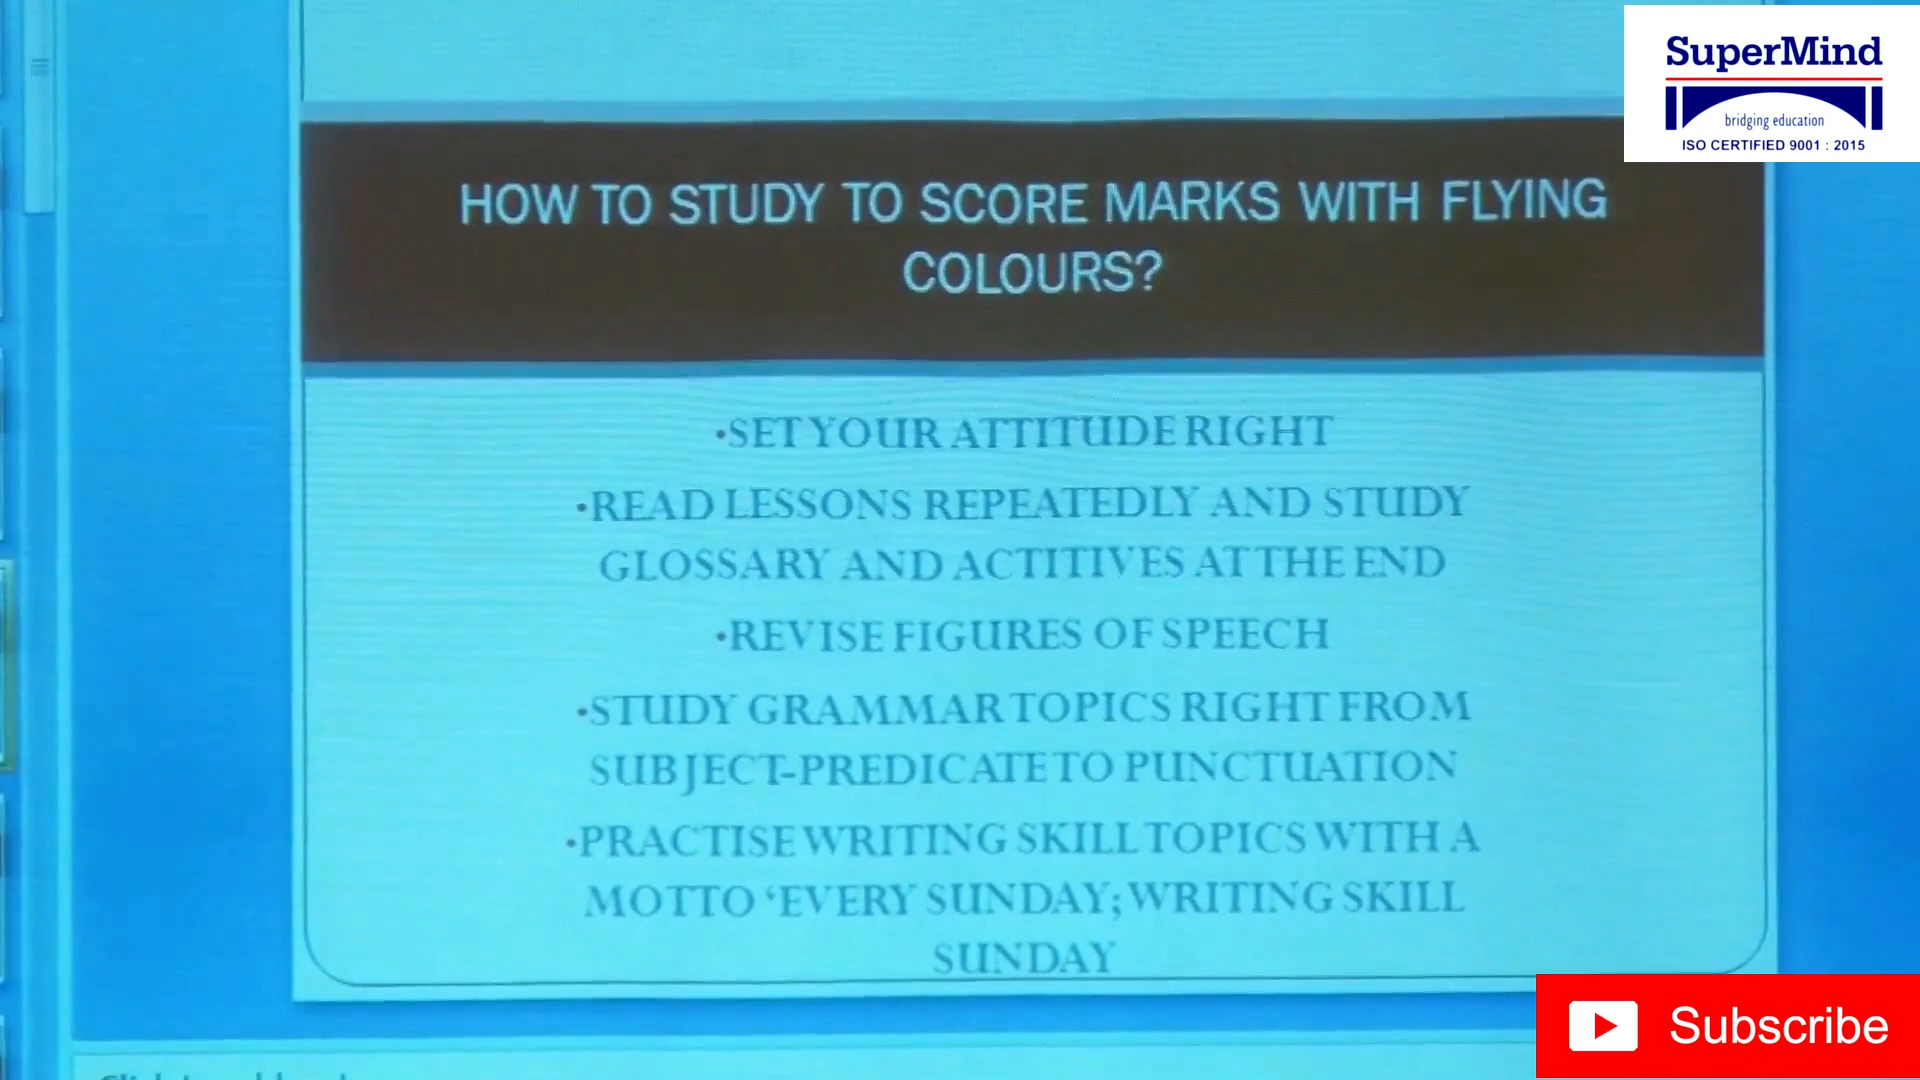 SuperMind
bridging education
ISO CERTIFIED 9001 : 2015
HOW TO STUDY TO SCORE MARKS WITH FLYING
COLOURS?
•SET YOUR ATTITUDE RIGHT
•READ LESSONS REPEATEDLY AND STUDY
GLOSSARY AND ACTITIVES AT THE END
•REVISE FIGURES OF SPEECH
•STUDY GRAMMAR TOPICS RIGHT FROM
SUBJECT-PREDICATE TO PUNCTUATION
•PRACTISE WRITING SKILL TOPICS WITH A
MOTTO ‘EVERY SUNDAY; WRITING SKILL
SUNDAY
Subscribe